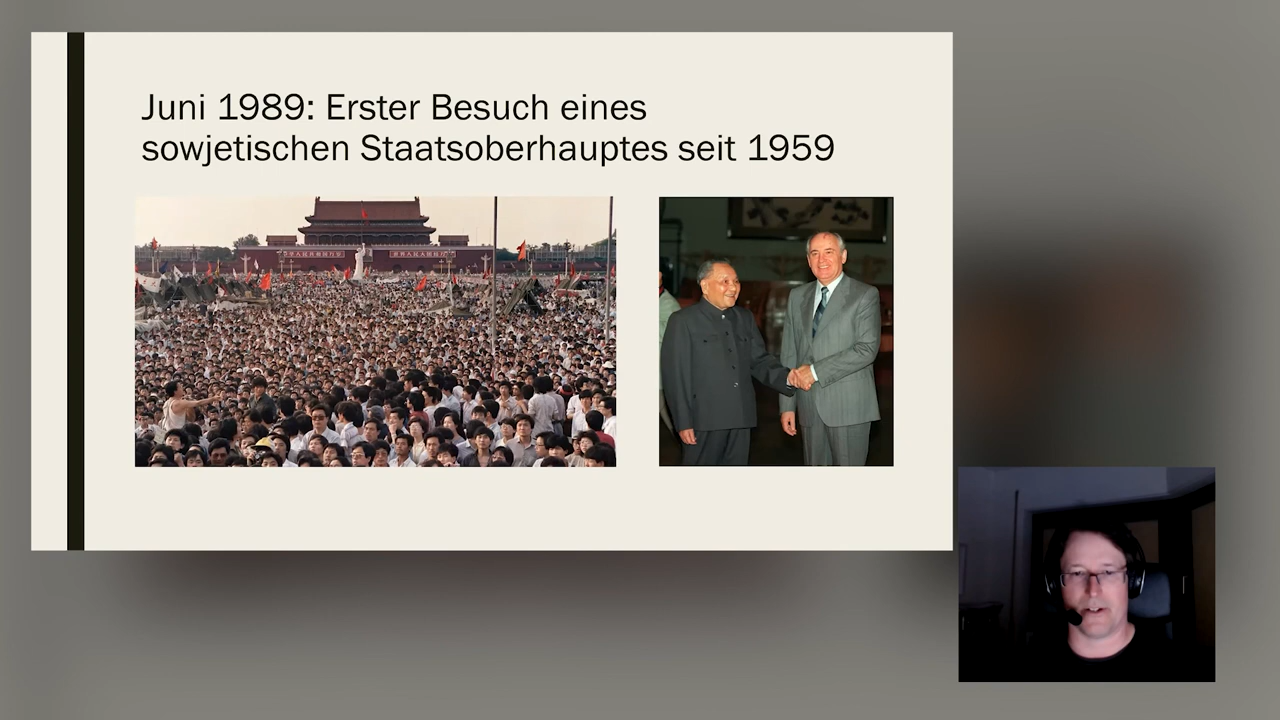 Juni 1989: Erster Besuch eines
sowjetischen Staatsoberhauptes seit 1959